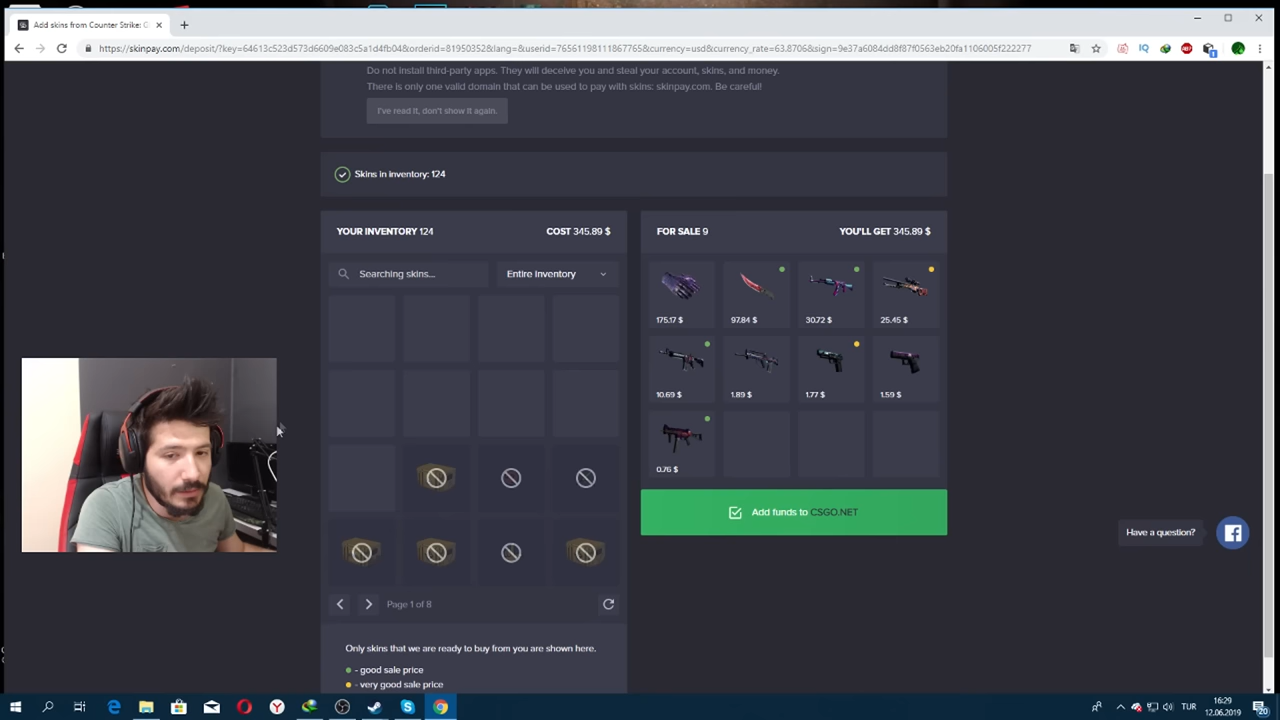 Add skins from Counter Strike: G
https://skinpay.com/deposit/?key=64613c523d573d6609e083c5a1d4fb04&orderid=81950352&lang=&userid=76561198111867765&currency=usd&currency_rate=63.8706&sign=9e37a6084dd8f87f0563eb20fa1106005f222277
Do not install third-party apps. They will deceive you and steal your account, skins, and money.
There is only one valid domain that can be used to pay with skins: skinpay.com. Be careful!
I've read it, don't show it again.
Skins in inventory: 124
YOUR INVENTORY 124
COST 345.89 $
FOR SALE 9
YOU'LL GET 345.89 $
Searching skins...
Entire inventory
175.17 $
97.84 $
30.72 $
25.45 $
10.69 $
1.89 $
1.77 $
1.59 $
0.76 $
Add funds to CSGO.NET
Have a question?
Page 1 of 8
Only skins that we are ready to buy from you are shown here.
- good sale price
- very good sale price
TUR
16:29
12.06.2019
20